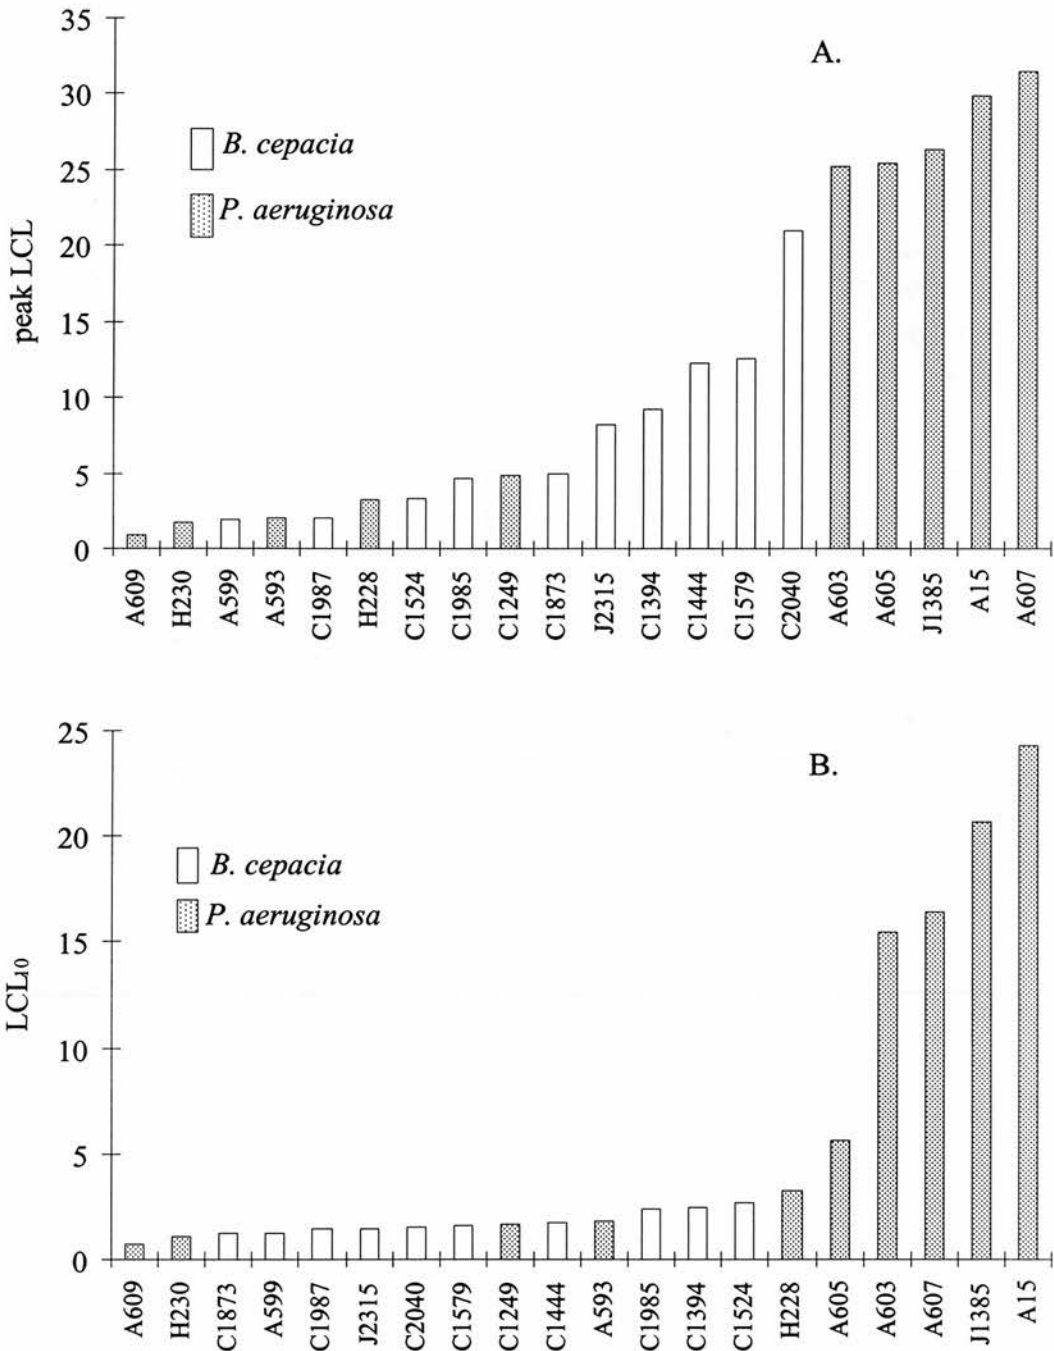 35
A.
30
B. cepacia
25
P. aeruginosa
20
peak LCL
15
10
5
0
A609 H230 A599 A593 C1987 H228 C1524 C1985 C1249 C1873 J2315 C1394 C1444 C1579 C2040 A603 A605 J1385 A15 A607
25
B.
20
B. cepacia
P. aeruginosa
15
LCL10
10
5
0
A609 H230 C1873 A599 C1987 J2315 C2040 C1579 C1249 C1444 A593 C1985 C1394 C1524 H228 A605 A603 A607 J1385 A15